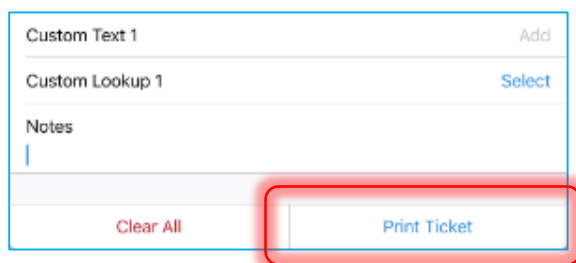 Custom Text 1 Add
Custom Lookup 1 Select
Notes
Clear All Print Ticket